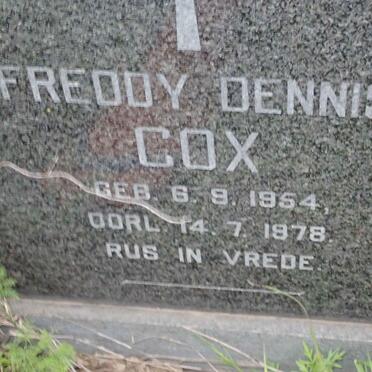 FREDDY DENNIS
COX
GEB. 6. 9. 1954,
OORL. 14. 7. 1978.
RUS IN VREDE.